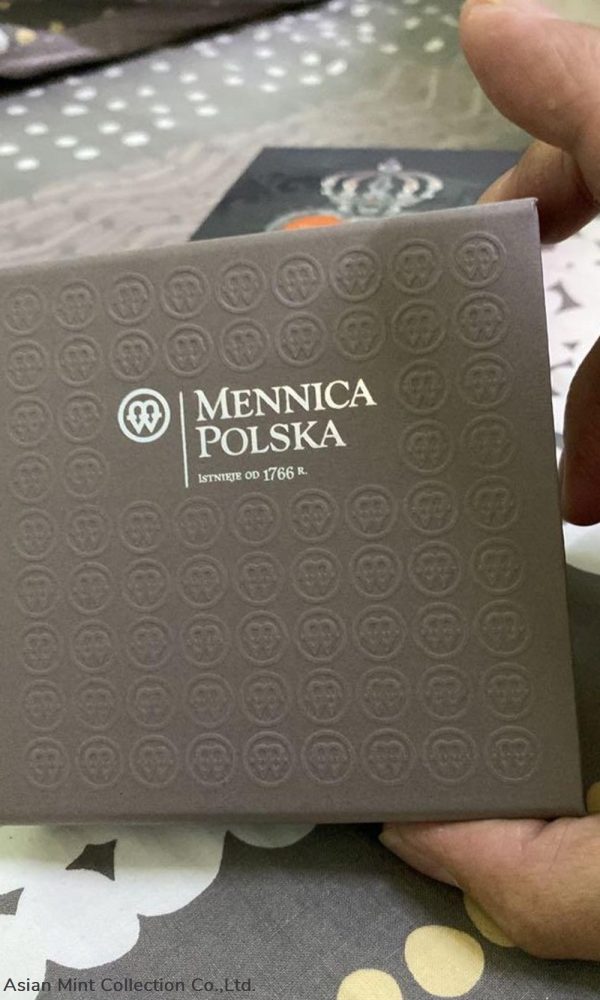 MENNICA
POLSKA
ISTNIEJE OD 1766 R.
Asian Mint Collection Co.,Ltd.